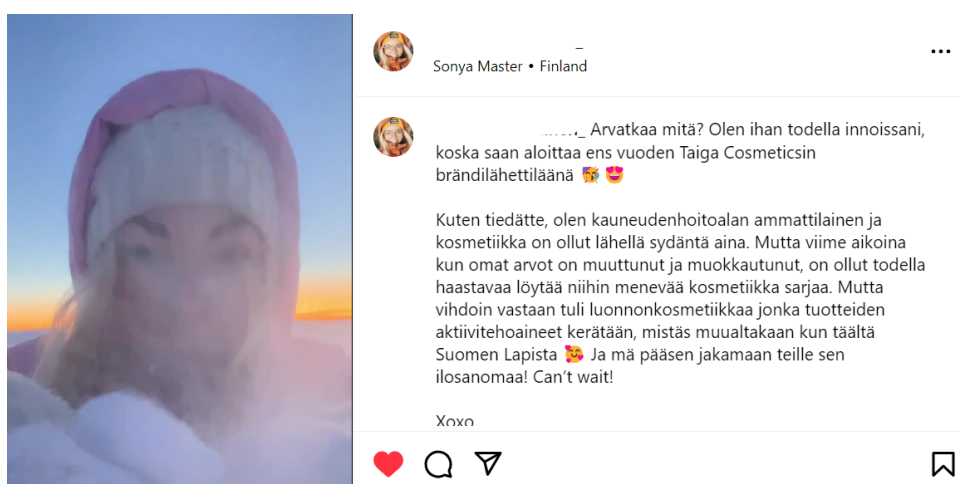 Sonya Master • Finland
Arvatkaa mitä? Olen ihan todella innoissani,
koska saan aloittaa ens vuoden Taiga Cosmeticsin
brändilähettiläänä 🥳 😍
Kuten tiedätte, olen kauneudenhoitoalan ammattilainen ja
kosmetiikka on ollut lähellä sydäntä aina. Mutta viime aikoina
kun omat arvot on muuttunut ja muokkautunut, on ollut todella
haastavaa löytää niihin menevää kosmetiikka sarjaa. Mutta
vihdoin vastaan tuli luonnonkosmetiikkaa jonka tuotteiden
aktiivitehoaineet kerätään, mistäs muualtakaan kun täältä
Suomen Lapista 🥰 Ja mä pääsen jakamaan teille sen
ilosanomaa! Can't wait!
Xoxo